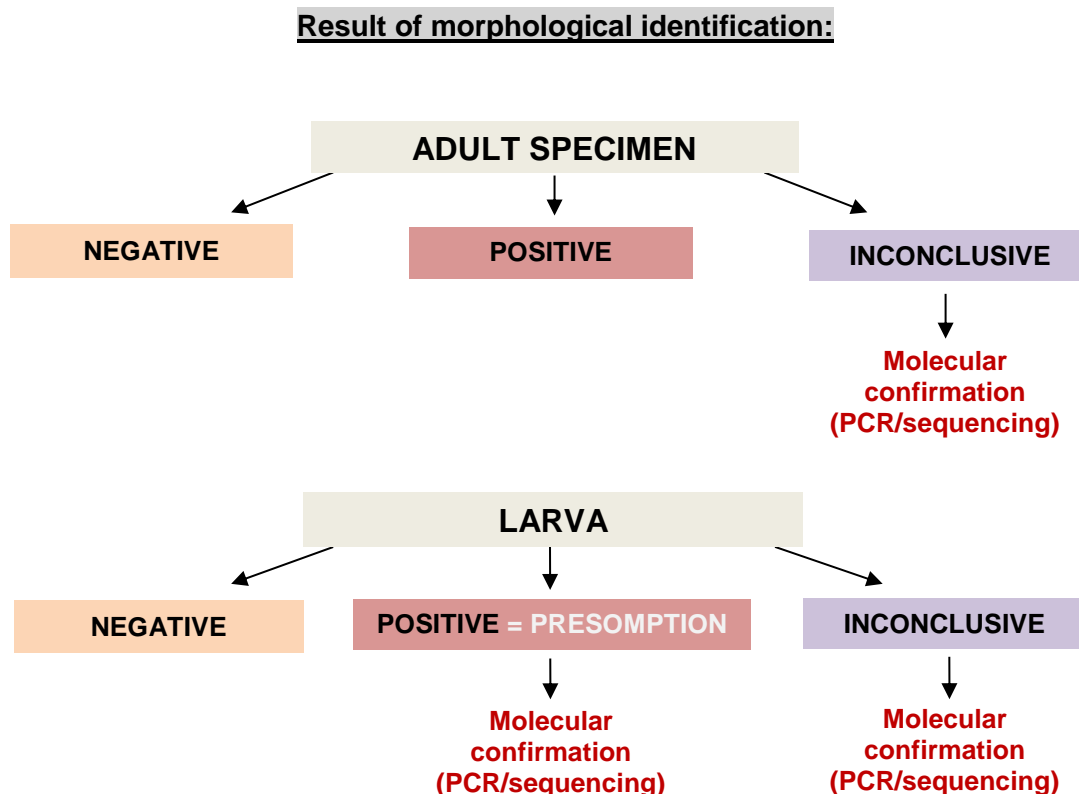 Result of morphological identification:
ADULT SPECIMEN
NEGATIVE
POSITIVE
INCONCLUSIVE
Molecular
confirmation
(PCR/sequencing)
LARVA
NEGATIVE
POSITIVE = PRESOMPTION
INCONCLUSIVE
Molecular
confirmation
(PCR/sequencing)
Molecular
confirmation
(PCR/sequencing)